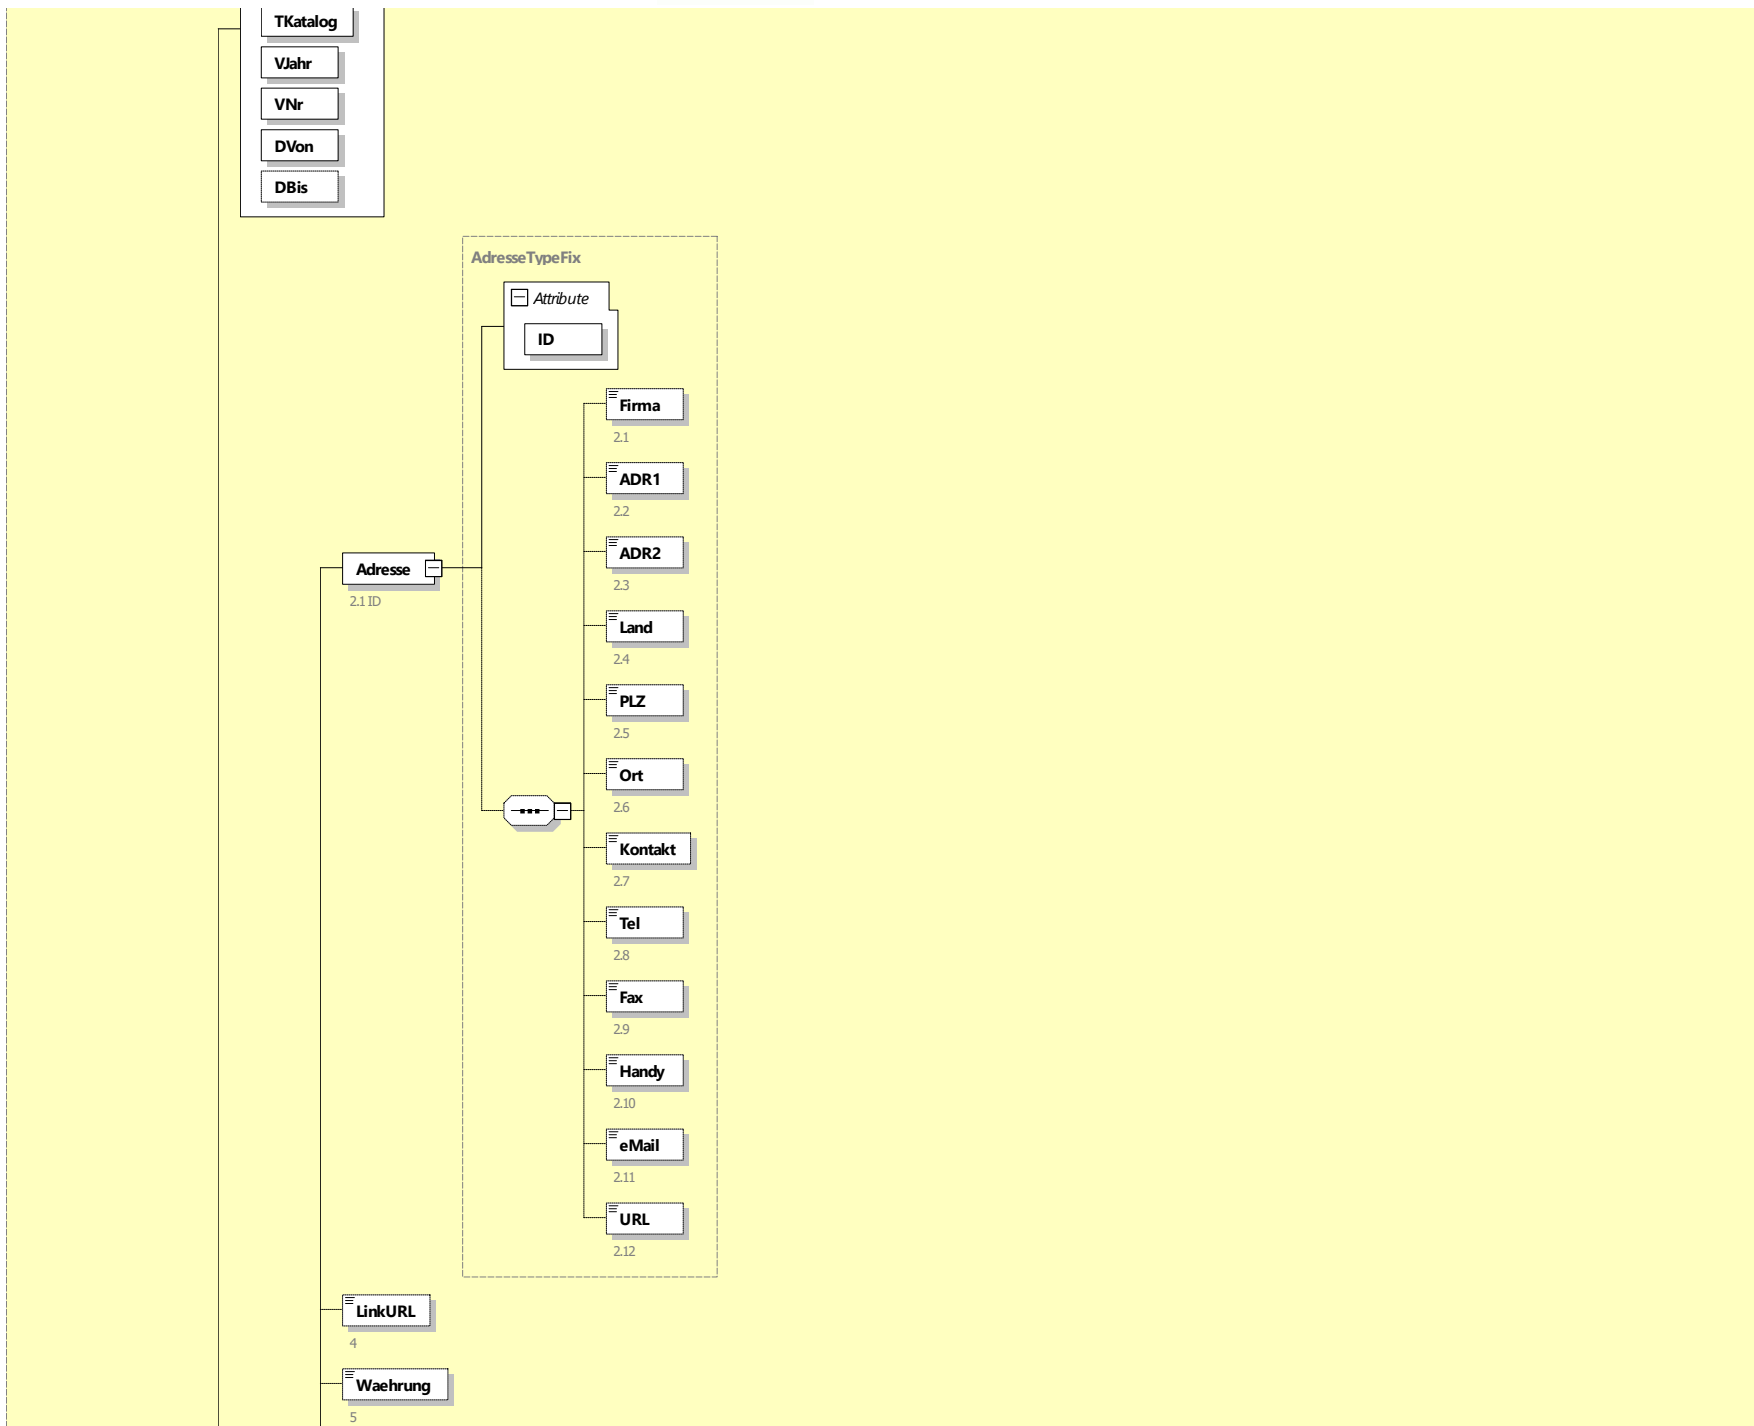 TKatalog
VJahr
VNr
DVon
DBis
AdresseTypeFix
Attribute
ID
Firma
2.1
ADR1
2.2
ADR2
2.3
Adresse
2.1 ID
Land
2.4
PLZ
2.5
Ort
2.6
Kontakt
2.7
Tel
2.8
Fax
2.9
Handy
2.10
eMail
2.11
URL
2.12
LinkURL
4
Waehrung
5